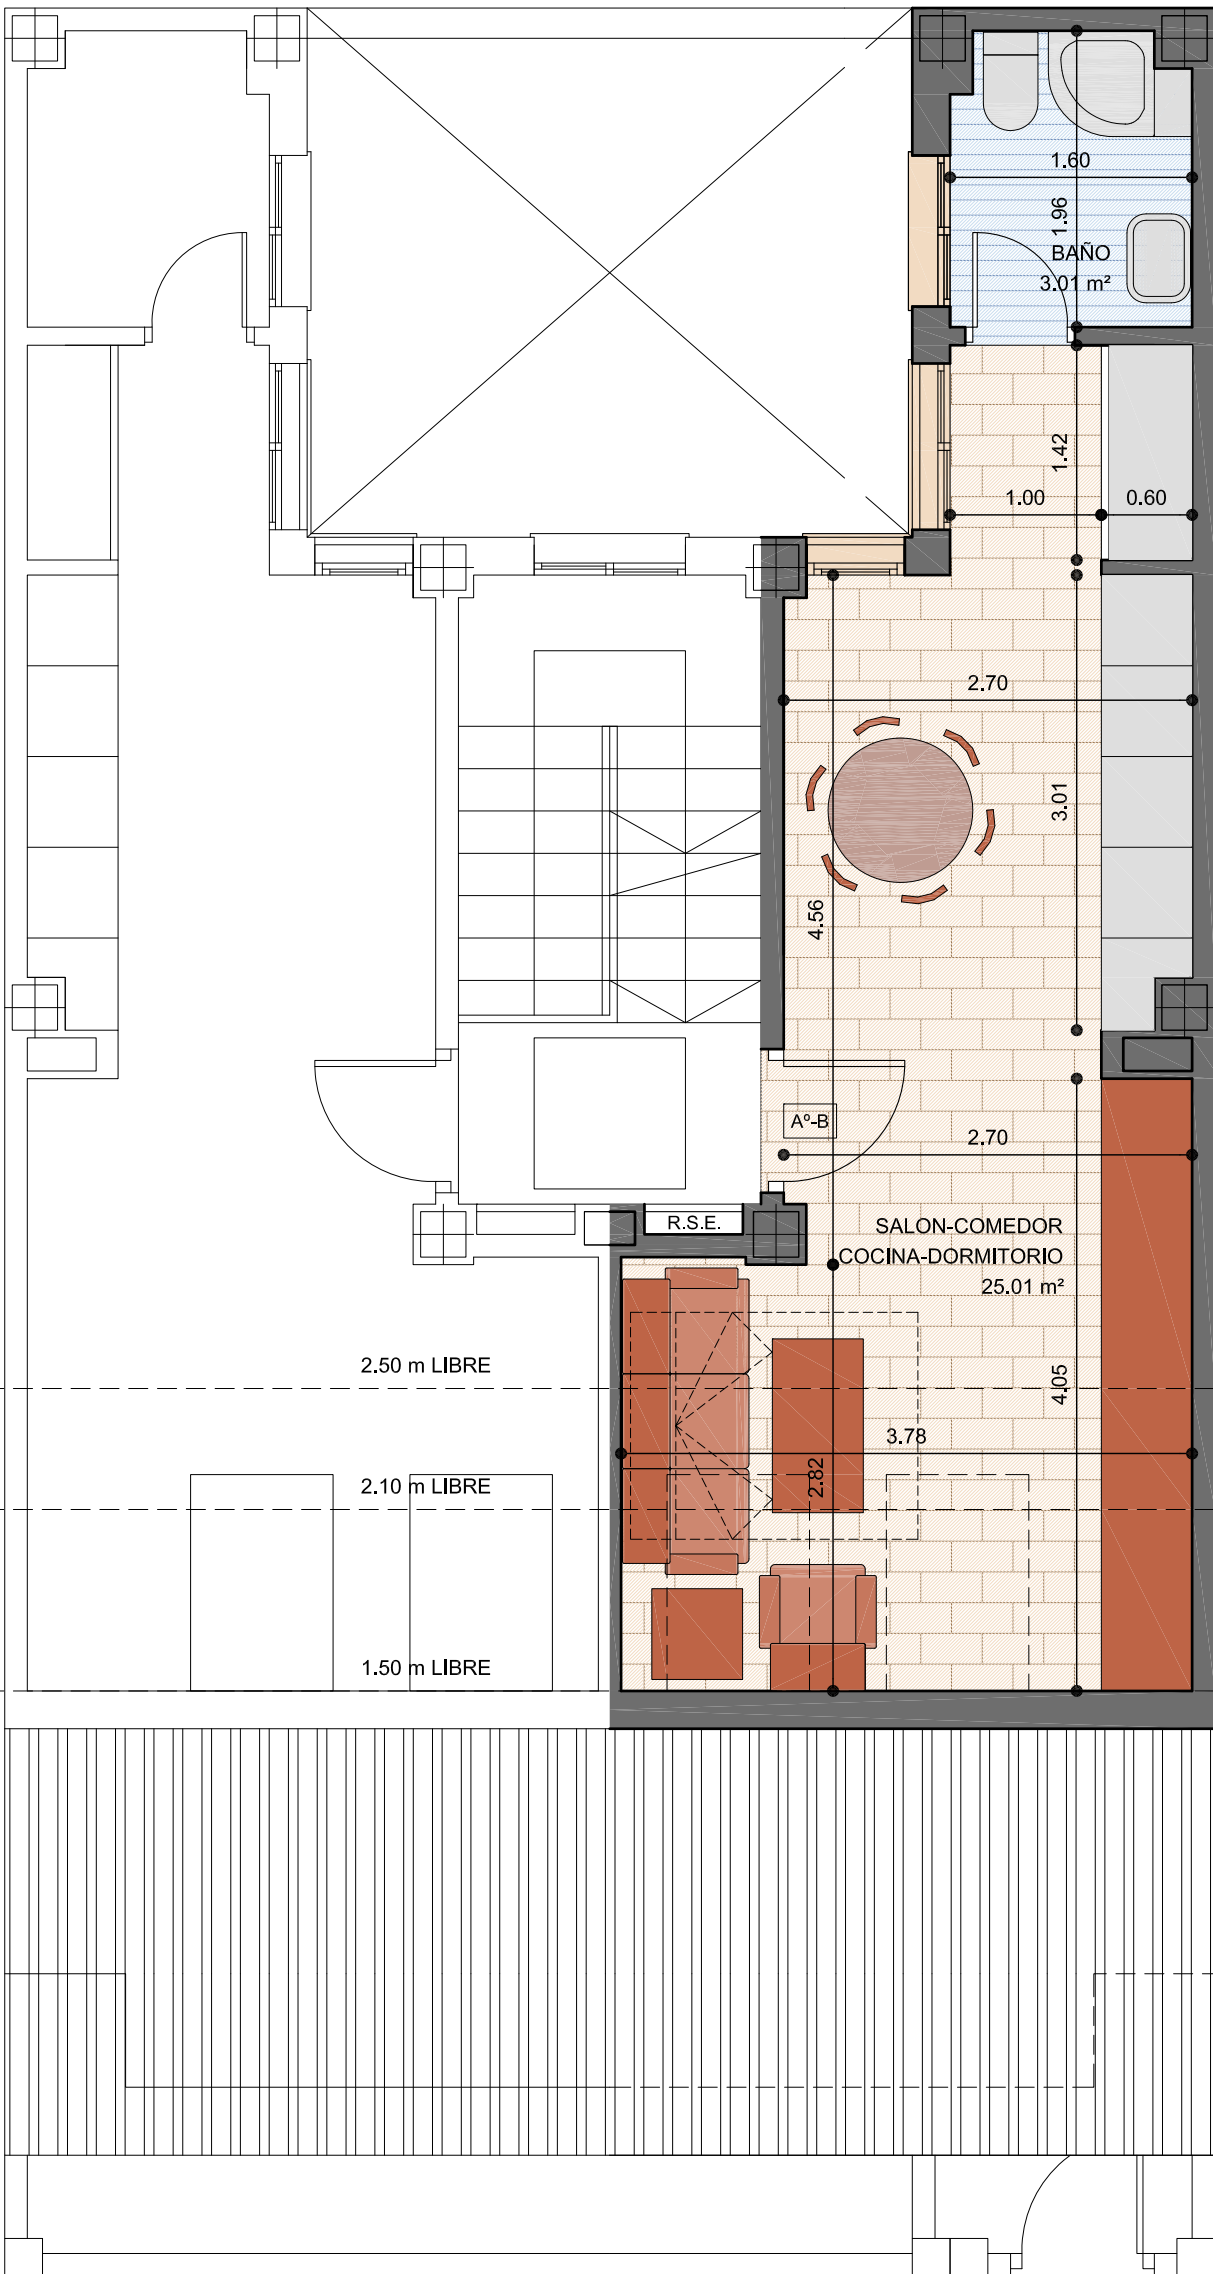 1.60
1.96
BAÑO
3.01 m²
1.42
1.00
0.60
2.70
3.01
4.56
Aº-B
2.70
R.S.E.
SALON-COMEDOR
COCINA-DORMITORIO
25.01 m²
2.50 m LIBRE
4.05
3.78
2.82
2.10 m LIBRE
1.50 m LIBRE